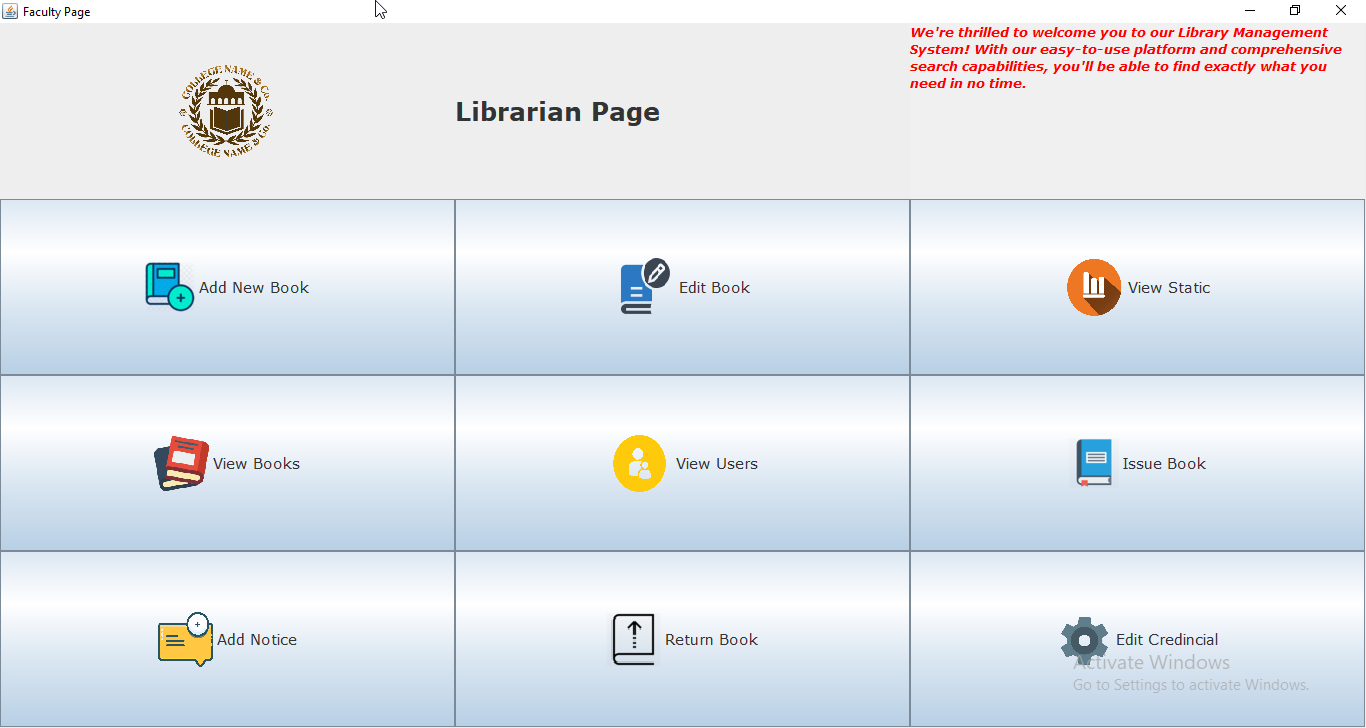 Faculty Page
We're thrilled to welcome you to our Library Management
System! With our easy-to-use platform and comprehensive
search capabilities, you'll be able to find exactly what you
need in no time.
COLLEGE NAME & Co.
COLLEGE NAME & Co.
Librarian Page
Add New Book
Edit Book
View Static
View Books
View Users
Issue Book
Add Notice
Return Book
Edit Credincial
Activate Windows
Go to Settings to activate Windows.